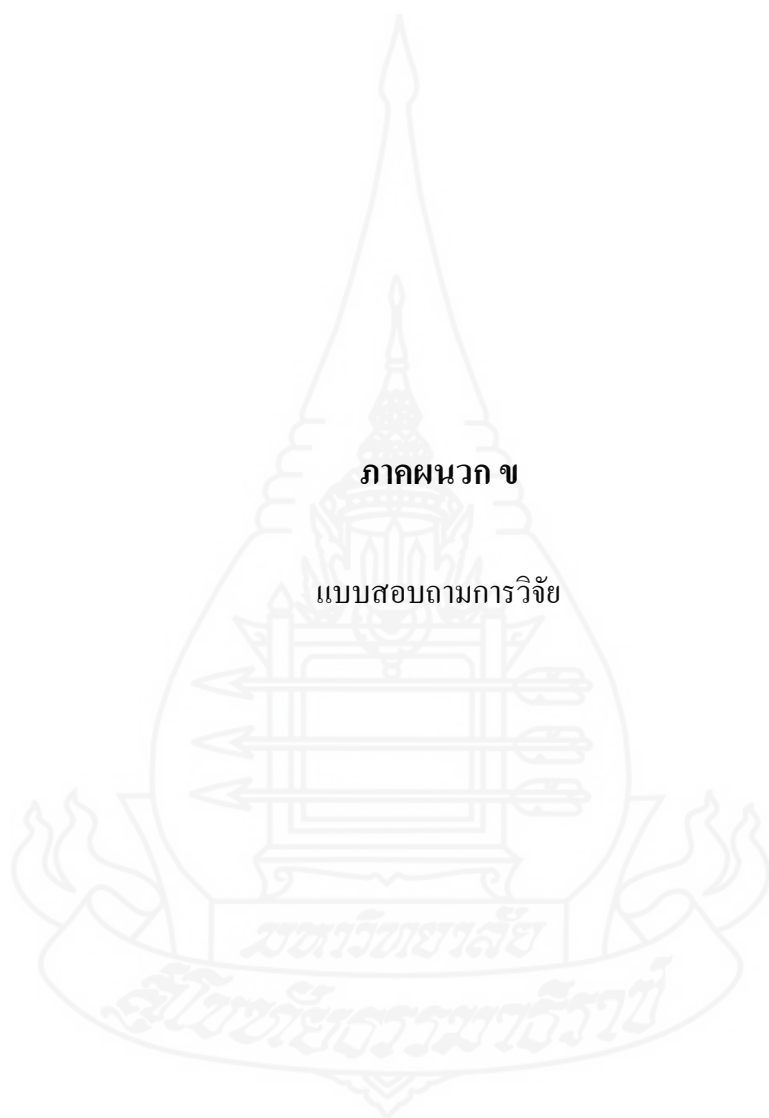 ภาคผนวก ข
แบบสอบถามการวิจัย
มหาวิทยาลัย
สุโขทัยธรรมาธิราช